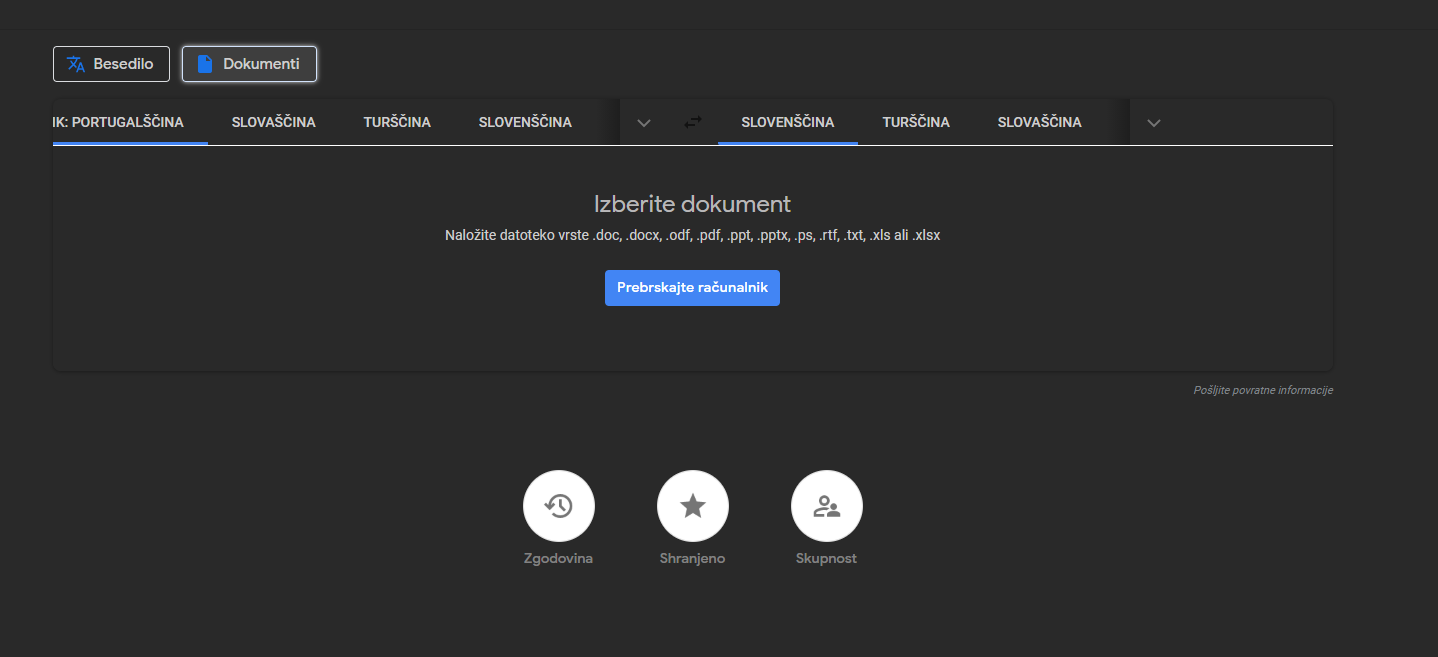 Besedilo Dokumenti
IK: PORTUGALŠČINA SLOVAŠČINA TURŠČINA SLOVENŠČINA SLOVENŠČINA TURŠČINA SLOVAŠČINA
Izberite dokument
Naložite datoteko vrste .doc, .docx, .odf, .pdf, .ppt, .pptx, .ps, .rtf, .txt, .xls ali .xlsx
Prebrskajte računalnik
Pošljite povratne informacije
Zgodovina Shranjeno Skupnost